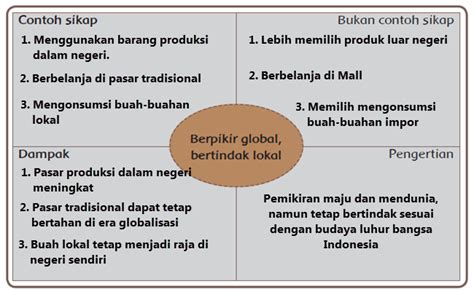 Contoh sikap
1. Menggunakan barang produksi
dalam negeri.
2. Berbelanja di pasar tradisional
3. Mengonsumsi buah-buahan
lokal
Bukan contoh sikap
1. Lebih memilih produk luar negeri
2. Berbelanja di Mall
3. Memilih mengonsumsi
buah-buahan impor
Berpikir global,
bertindak lokal
Dampak
1. Pasar produksi dalam negeri
meningkat
2. Pasar tradisional dapat tetap
bertahan di era globalisasi
3. Buah lokal tetap menjadi raja di
negeri sendiri
Pengertian
Pemikiran maju dan mendunia,
namun tetap bertindak sesuai
dengan budaya luhur bangsa
Indonesia